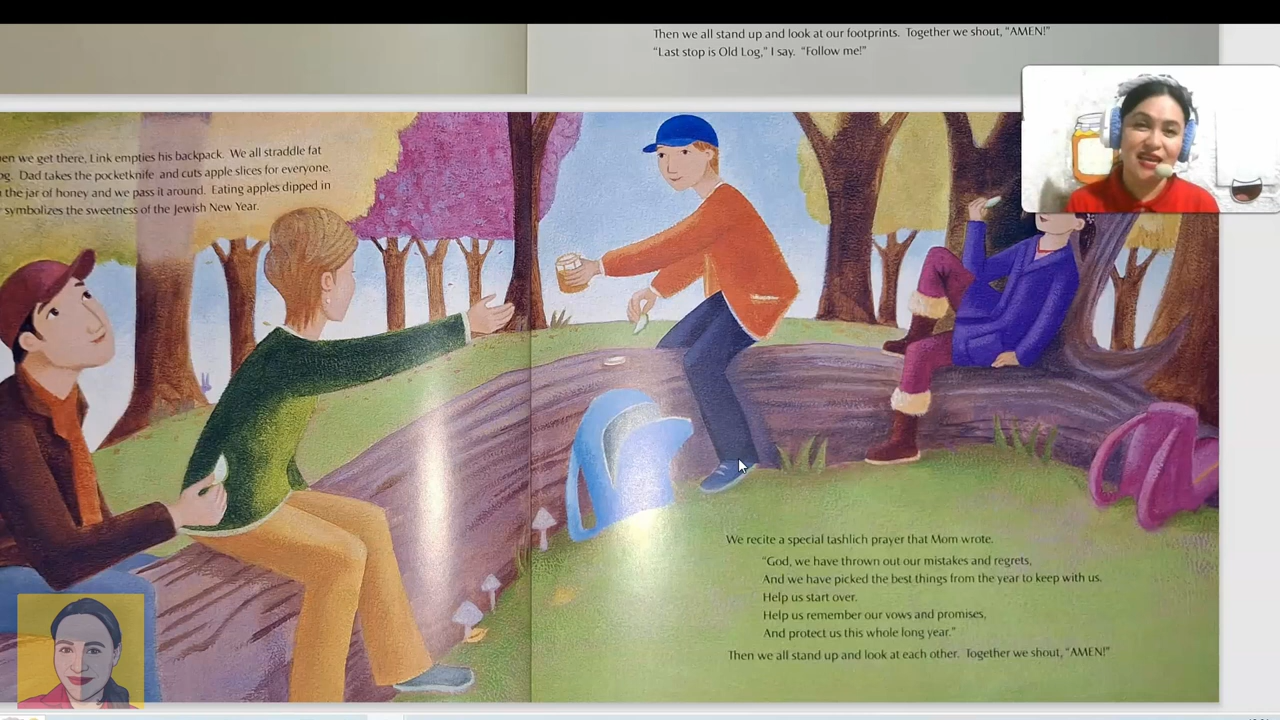 Then we all stand up and look at our footprints. Together we shout, “AMEN!”
“Last stop is Old Log,” I say. “Follow me!”
we get there, Link empties his backpack. We all straddle fat
Dad takes the pocketknife and cuts apple slices for everyone.
the jar of honey and we pass it around. Eating apples dipped in
symbolizes the sweetness of the Jewish New Year.
We recite a special tashlich prayer that Mom wrote.
“God, we have thrown out our mistakes and regrets,
And we have picked the best things from the year to keep with us.
Help us start over.
Help us remember our vows and promises,
And protect us this whole long year.”
Then we all stand up and look at each other. Together we shout, “AMEN!”